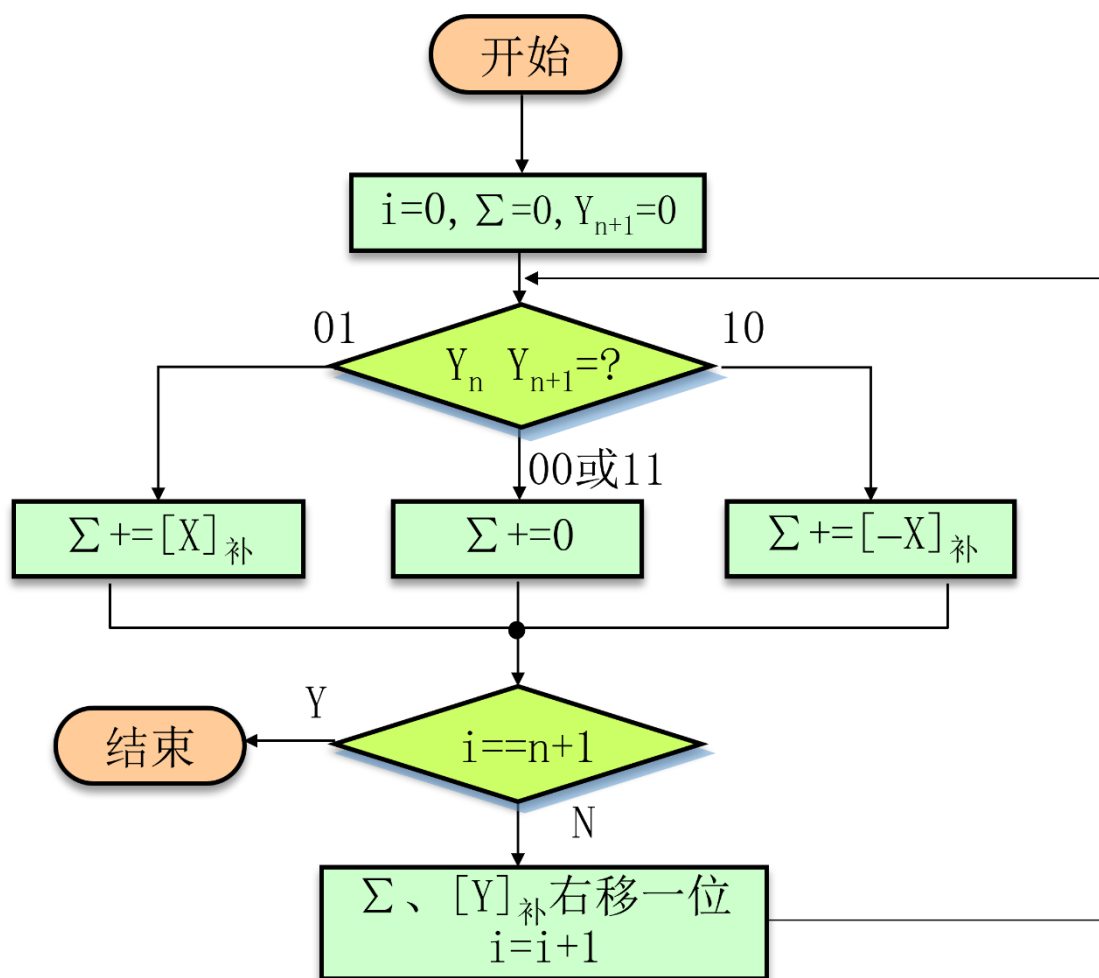 开始
i=0, Σ=0, Yn+1=0
01
10
Yn Yn+1=?
00或11
Σ+=[X]补
Σ+=0
Σ+=[-X]补
Y
结束
i==n+1
N
Σ、[Y]补右移一位
i=i+1